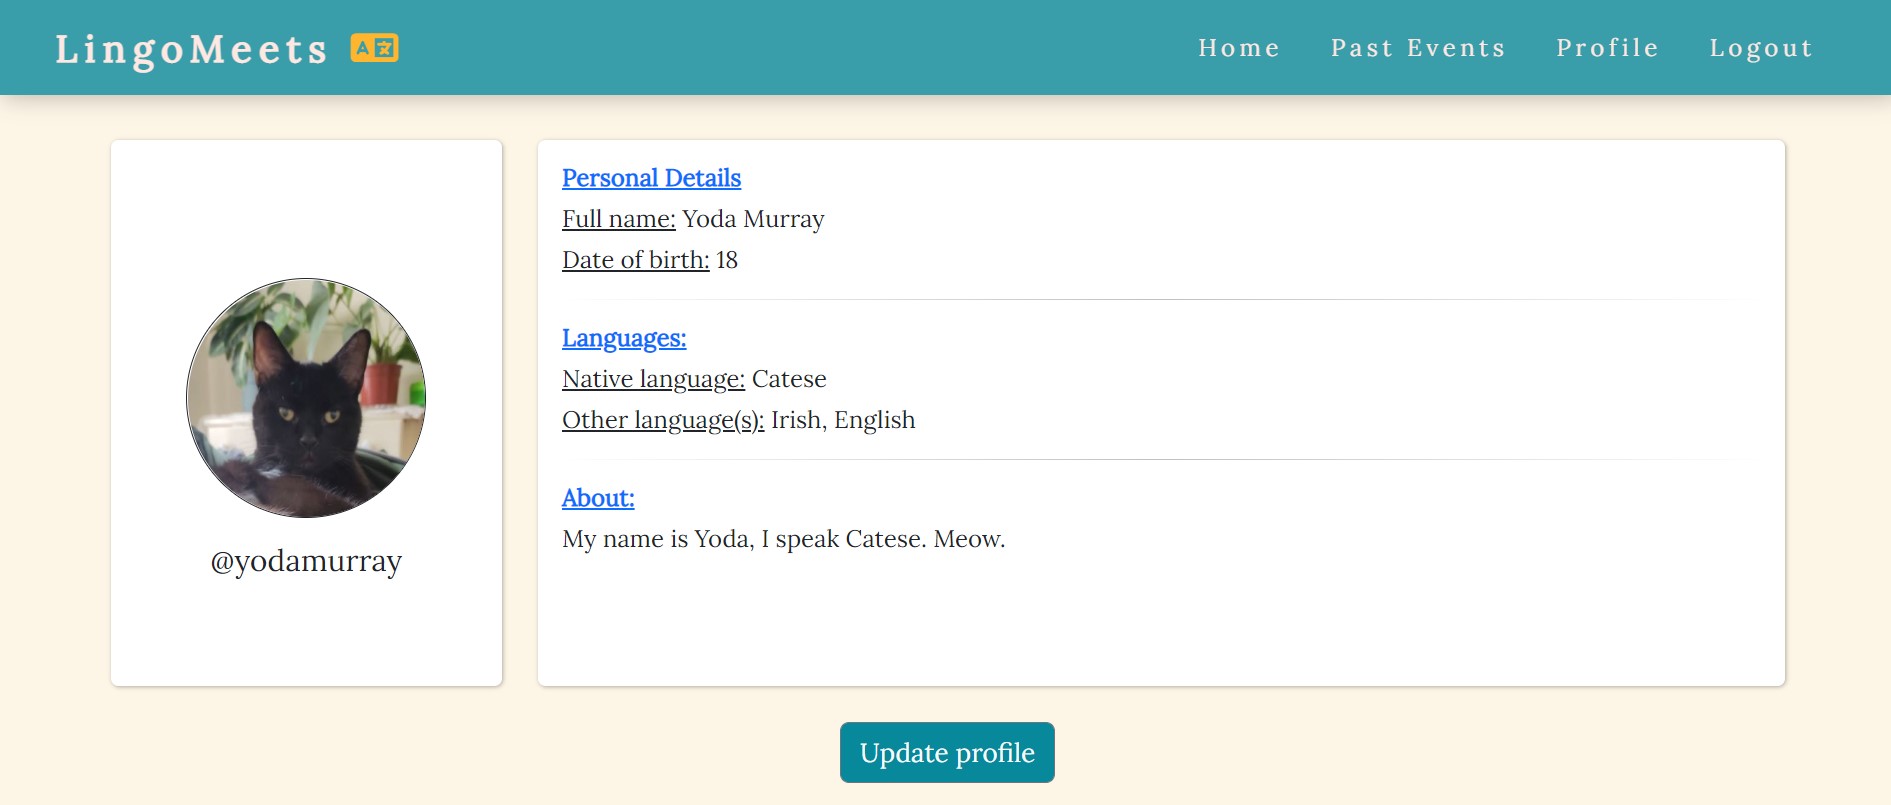 LingoMeets
Home Past Events Profile Logout
@yodamurray
Personal Details
Full name: Yoda Murray
Date of birth: 18
Languages:
Native language: Catese
Other language(s): Irish, English
About:
My name is Yoda, I speak Catese. Meow.
Update profile